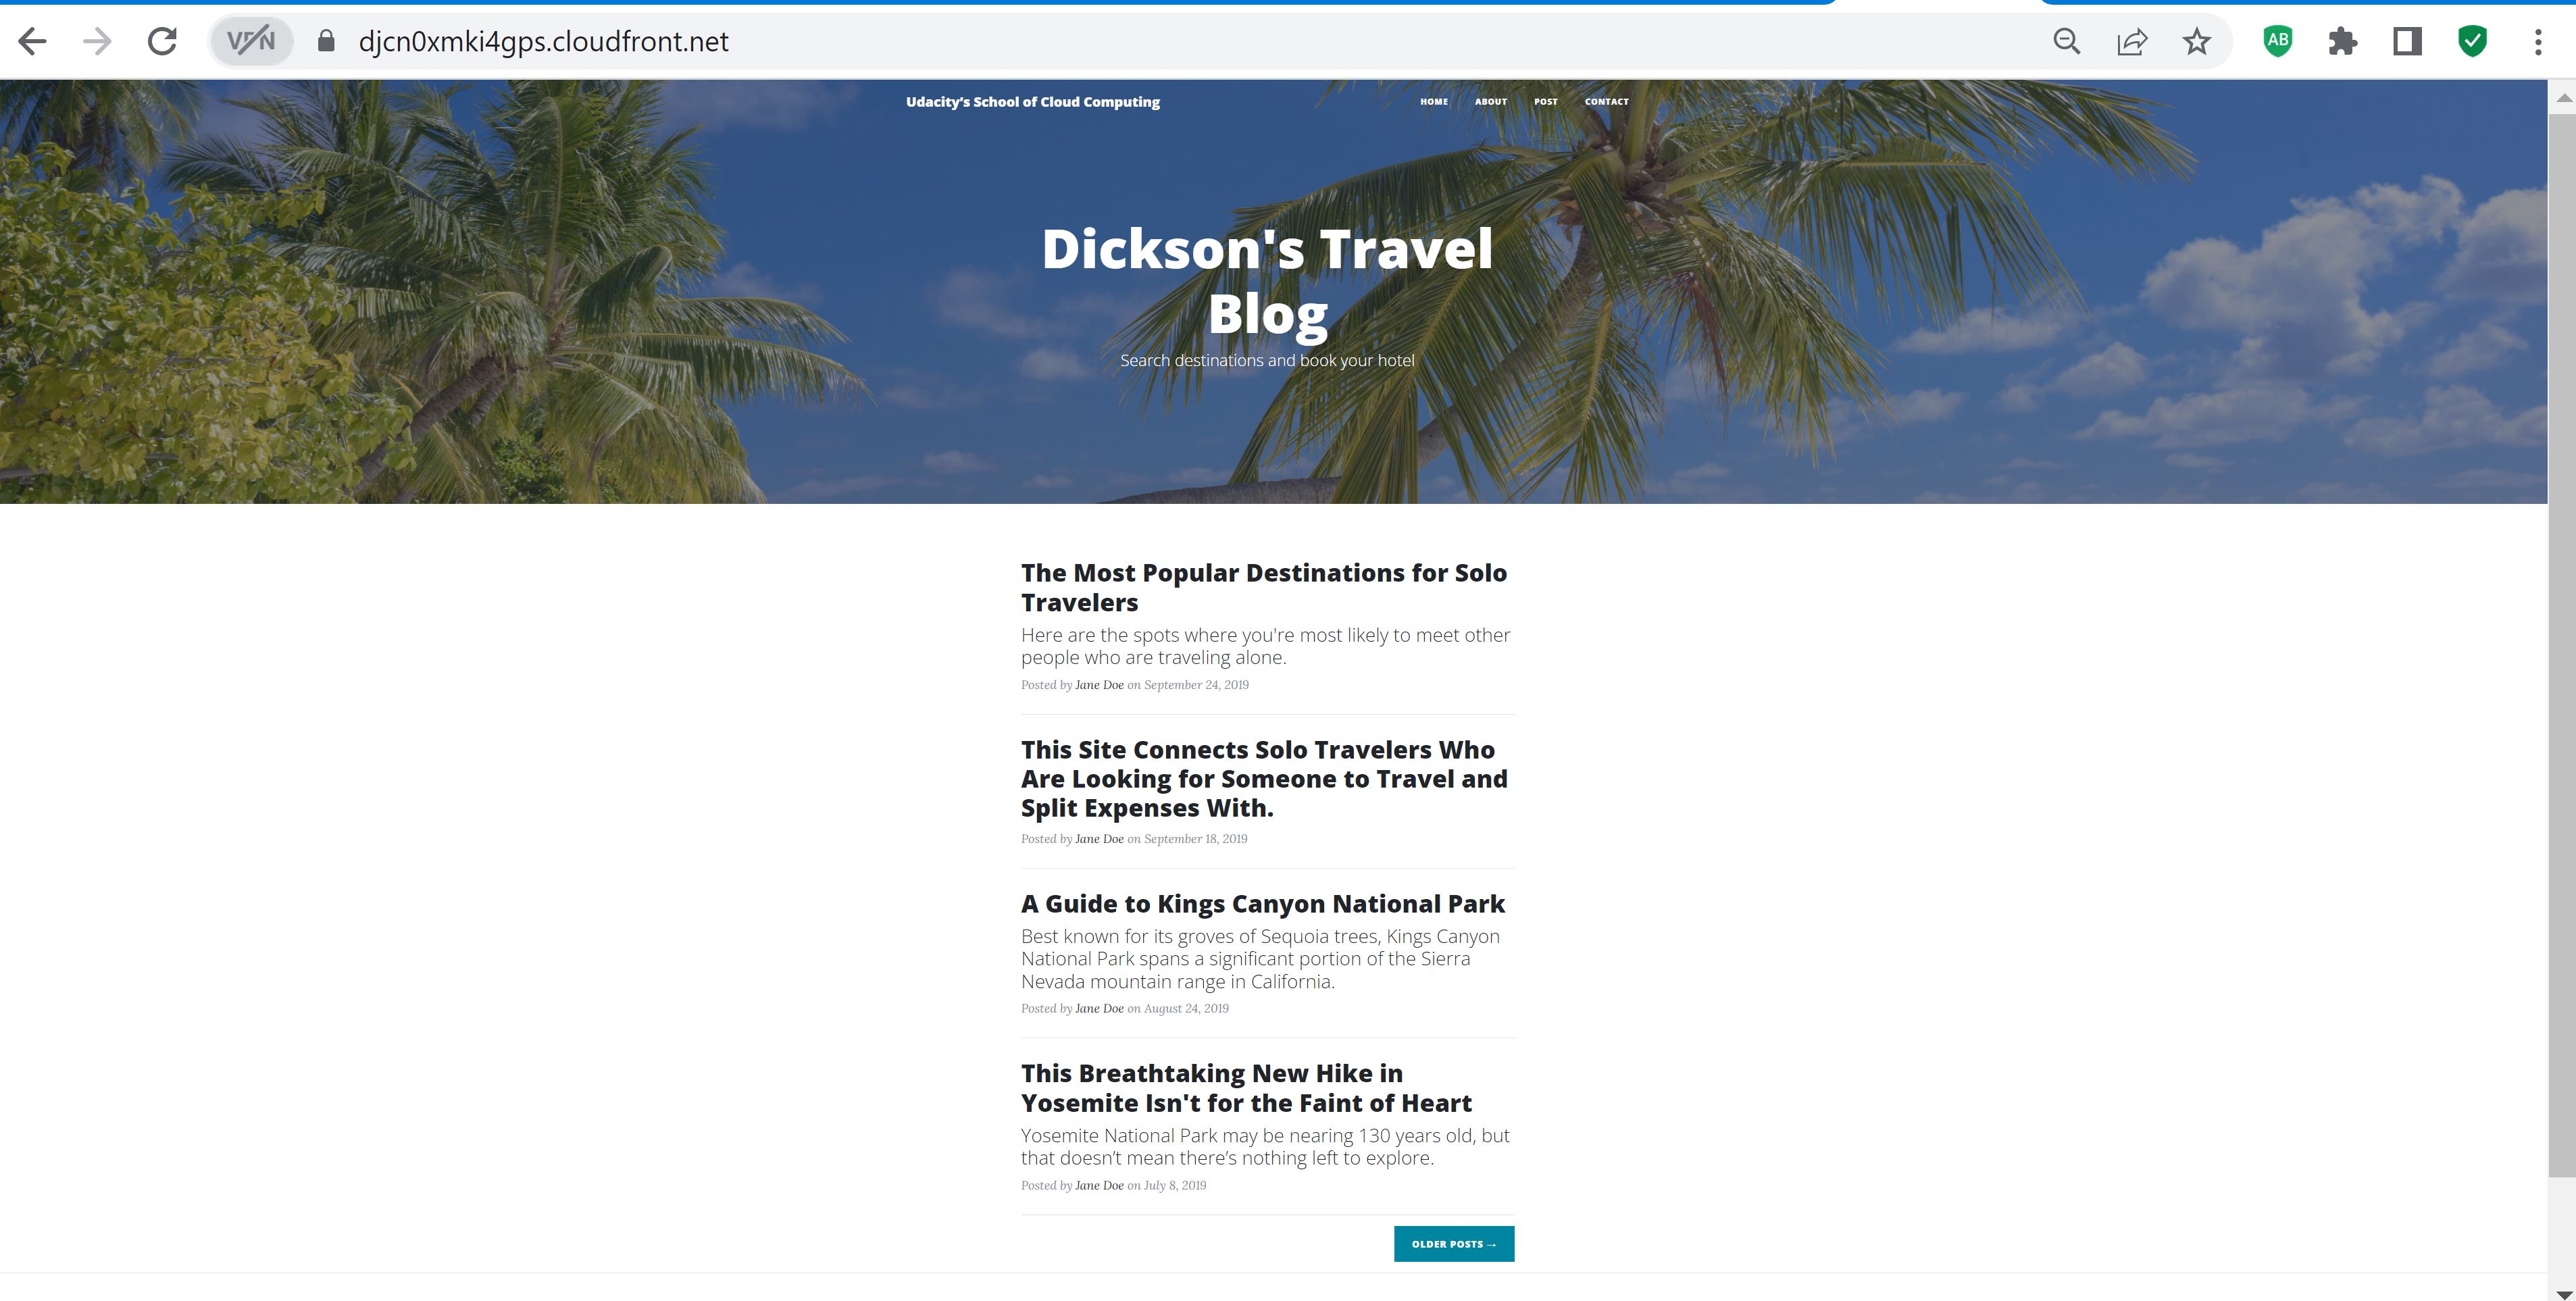 VPN
djcn0xmki4gps.cloudfront.net
AB
Udacity's School of Cloud Computing
HOME ABOUT POST CONTACT
Dickson's Travel
Blog
Search destinations and book your hotel
The Most Popular Destinations for Solo
Travelers
Here are the spots where you're most likely to meet other
people who are traveling alone.
Posted by Jane Doe on September 24, 2019
This Site Connects Solo Travelers Who
Are Looking for Someone to Travel and
Split Expenses With.
Posted by Jane Doe on September 18, 2019
A Guide to Kings Canyon National Park
Best known for its groves of Sequoia trees, Kings Canyon
National Park spans a significant portion of the Sierra
Nevada mountain range in California.
Posted by Jane Doe on August 24, 2019
This Breathtaking New Hike in
Yosemite Isn't for the Faint of Heart
Yosemite National Park may be nearing 130 years old, but
that doesn’t mean there’s nothing left to explore.
Posted by Jane Doe on July 8, 2019
OLDER POSTS →